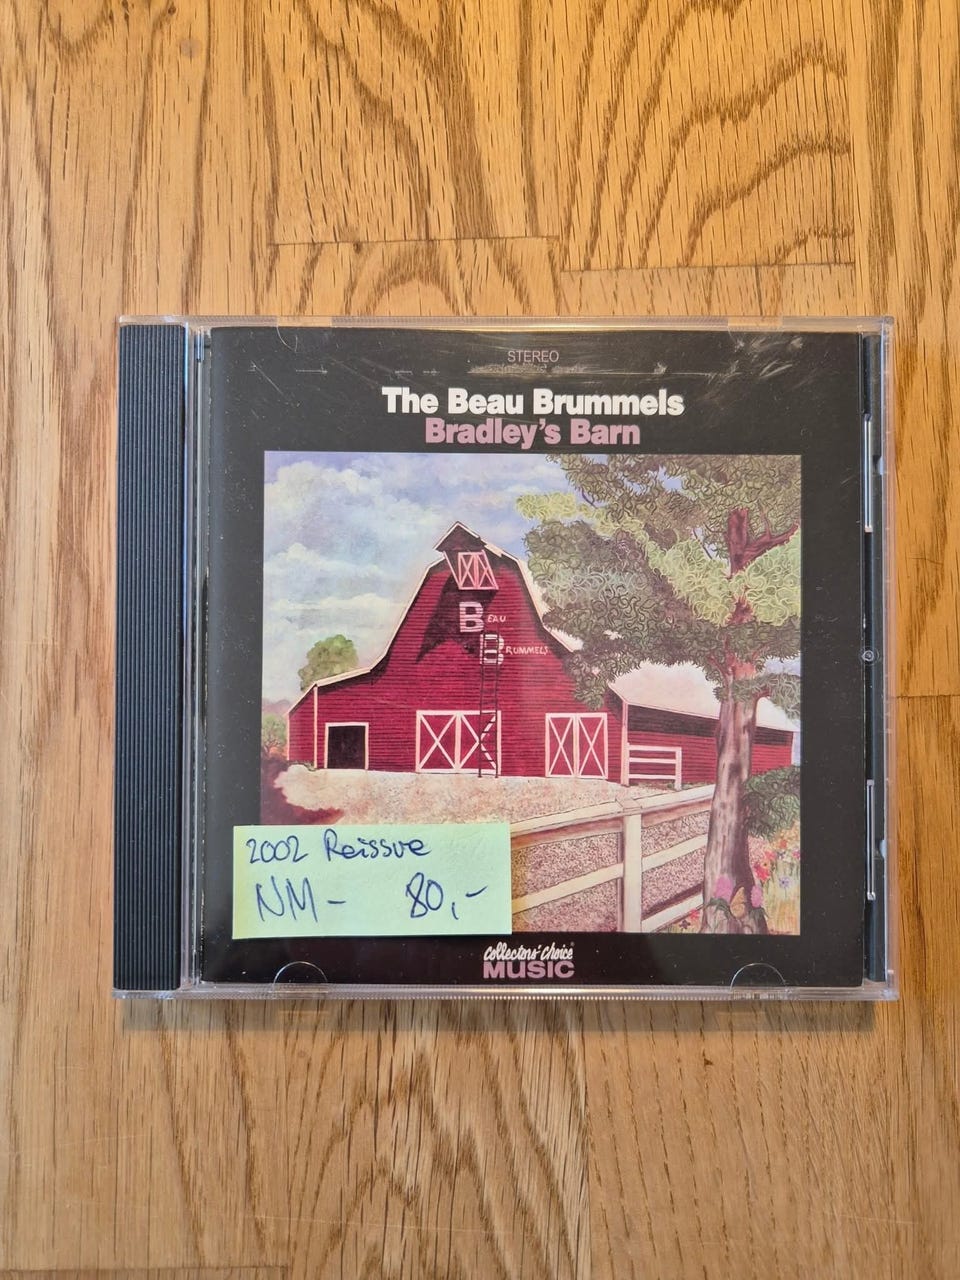 STEREO
The Beau Brummels
Bradley's Barn
BEAU
BRUMMELS
2002 Reissue
NM- 80,-
Collectors' Choice®
MUSIC